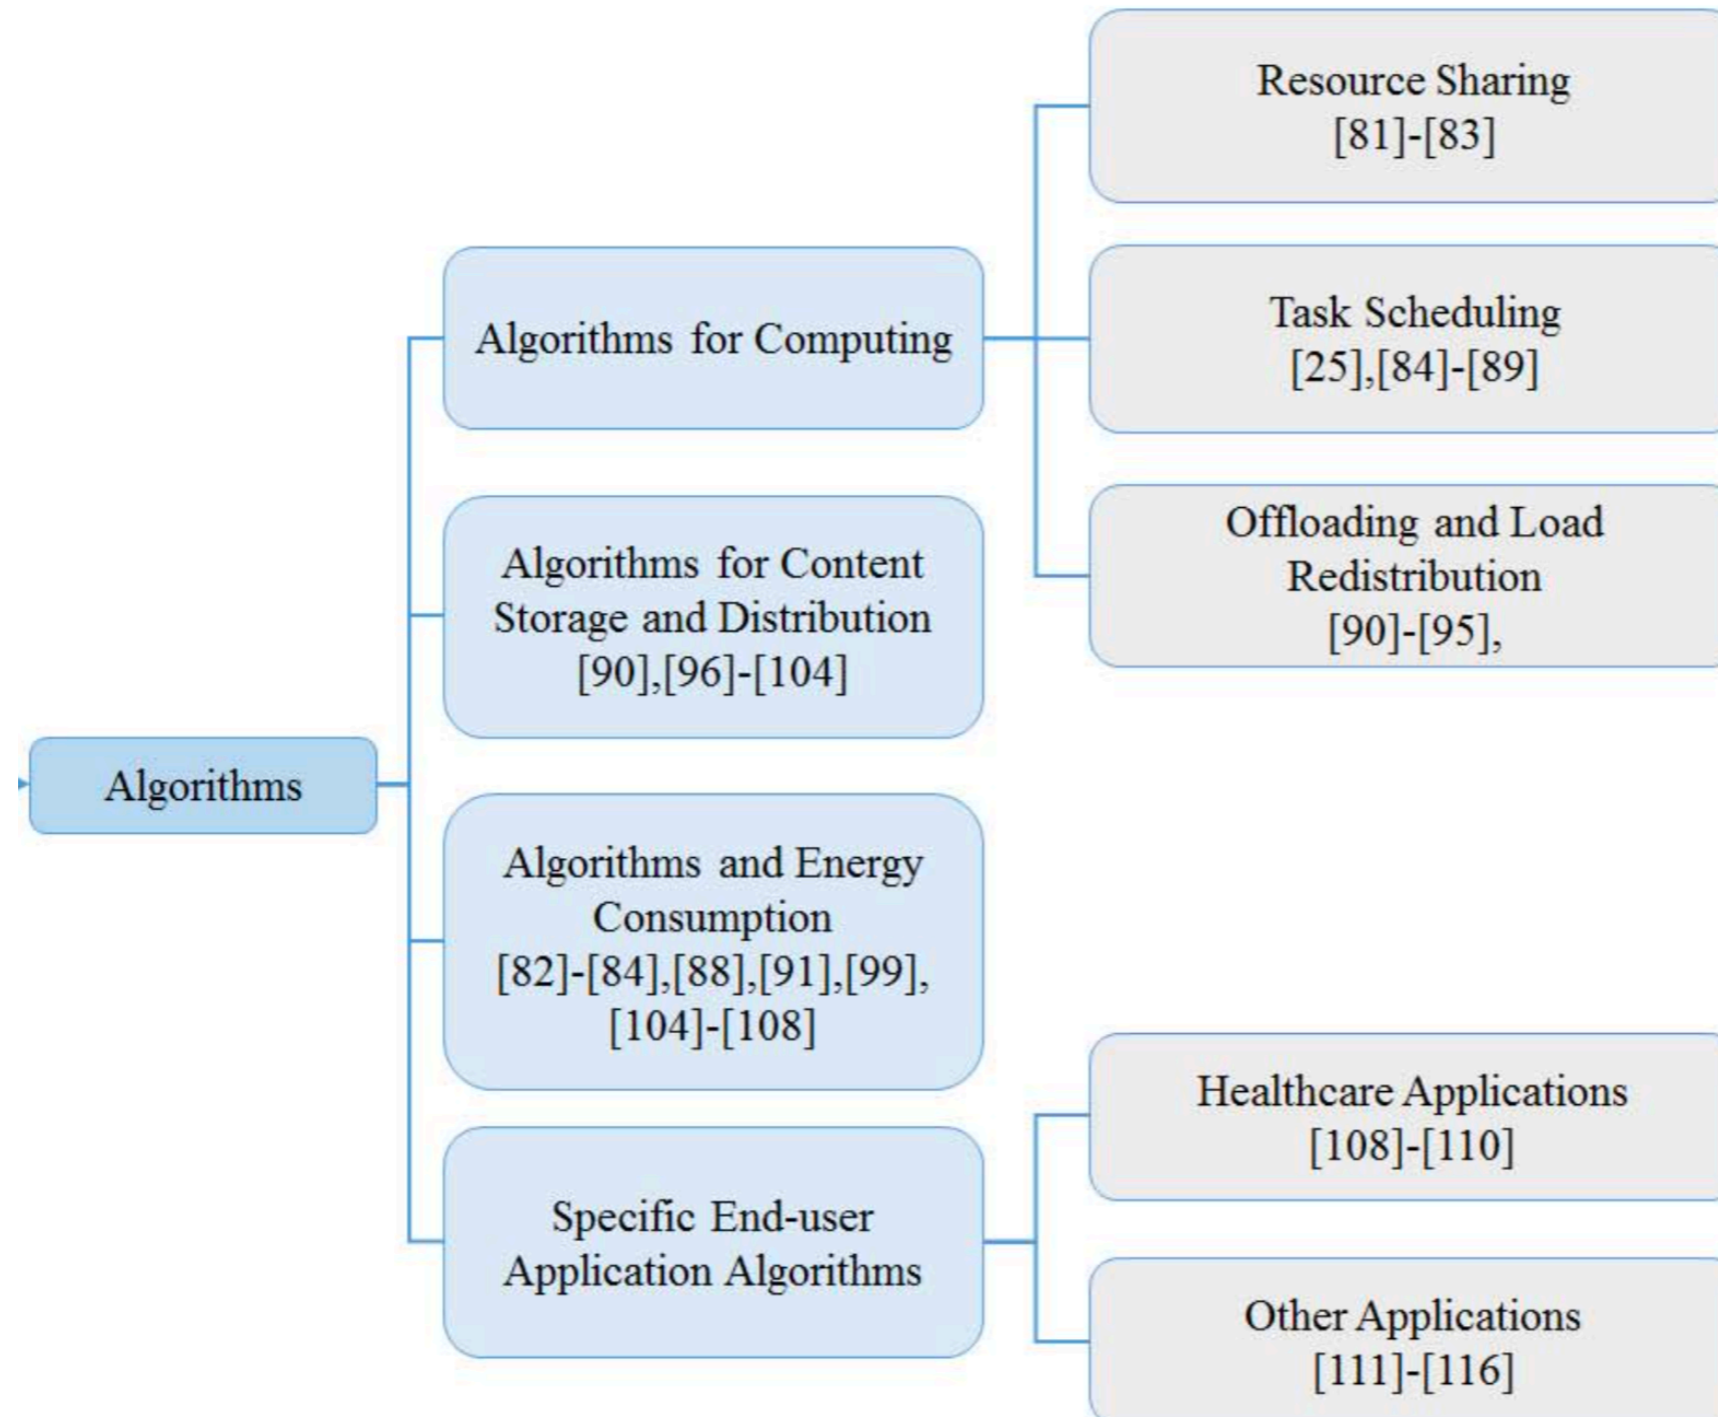 Algorithms
Algorithms for Computing
Resource Sharing
[81]-[83]
Task Scheduling
[25],[84]-[89]
Offloading and Load
Redistribution
[90]-[95],
Algorithms for Content
Storage and Distribution
[90],[96]-[104]
Algorithms and Energy
Consumption
[82]-[84],[88],[91],[99],
[104]-[108]
Specific End-user
Application Algorithms
Healthcare Applications
[108]-[110]
Other Applications
[111]-[116]